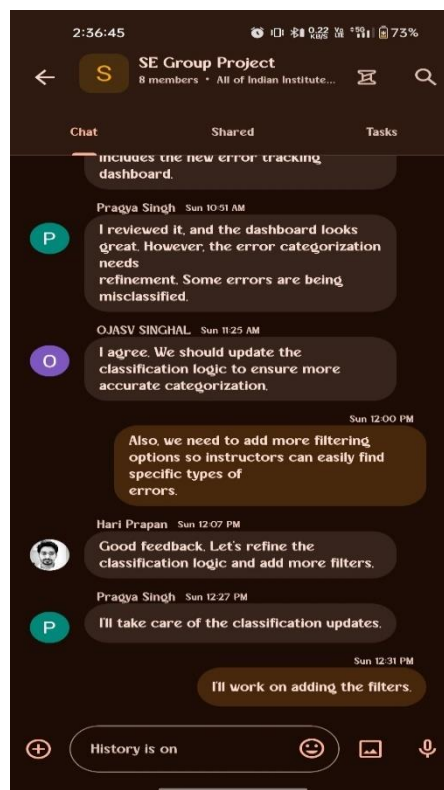 2:36:45
0.22 KB/S
73%
SE Group Project
8 members • All of Indian Institute...
Chat
Shared
Tasks
includes the new error tracking
dashboard.
Pragya Singh Sun 10:51 AM
P
I reviewed it, and the dashboard looks
great. However, the error categorization
needs
refinement. Some errors are being
misclassified.
OJASV SINGHAL Sun 11:25 AM
O
I agree. We should update the
classification logic to ensure more
accurate categorization.
Sun 12:00 PM
Also, we need to add more filtering
options so instructors can easily find
specific types of
errors.
Hari Prapan Sun 12:07 PM
Good feedback. Let's refine the
classification logic and add more filters.
Pragya Singh Sun 12:27 PM
P
I'll take care of the classification updates.
Sun 12:31 PM
I'll work on adding the filters.
History is on